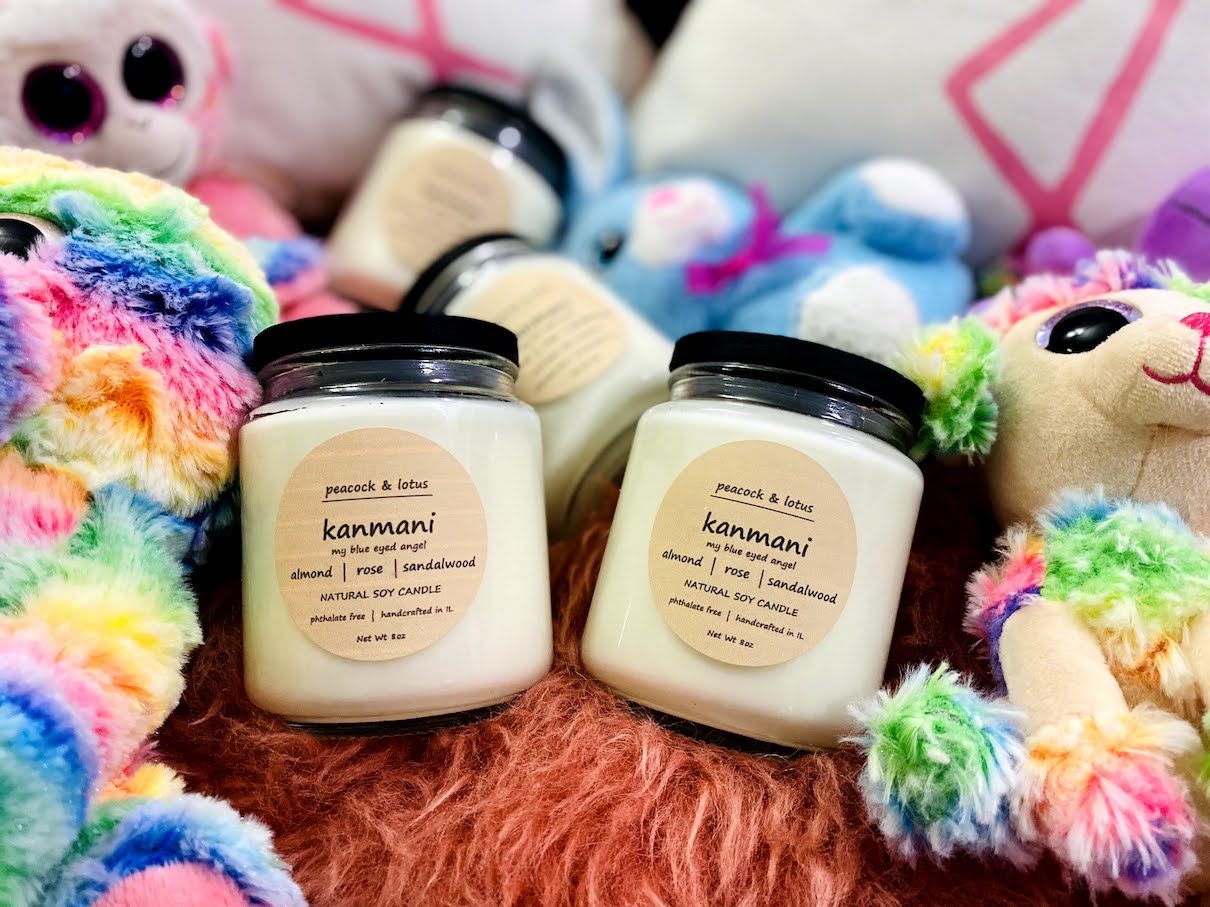 peacock & lotus
kanmani
my blue eyed angel
almond | rose | sandalwood
NATURAL SOY CANDLE
phthalate free | handcrafted in IL
Net Wt 8oz
peacock & lotus
kanmani
my blue eyed angel
almond | rose | sandalwood
NATURAL SOY CANDLE
phthalate free | handcrafted in IL
Net Wt 8oz